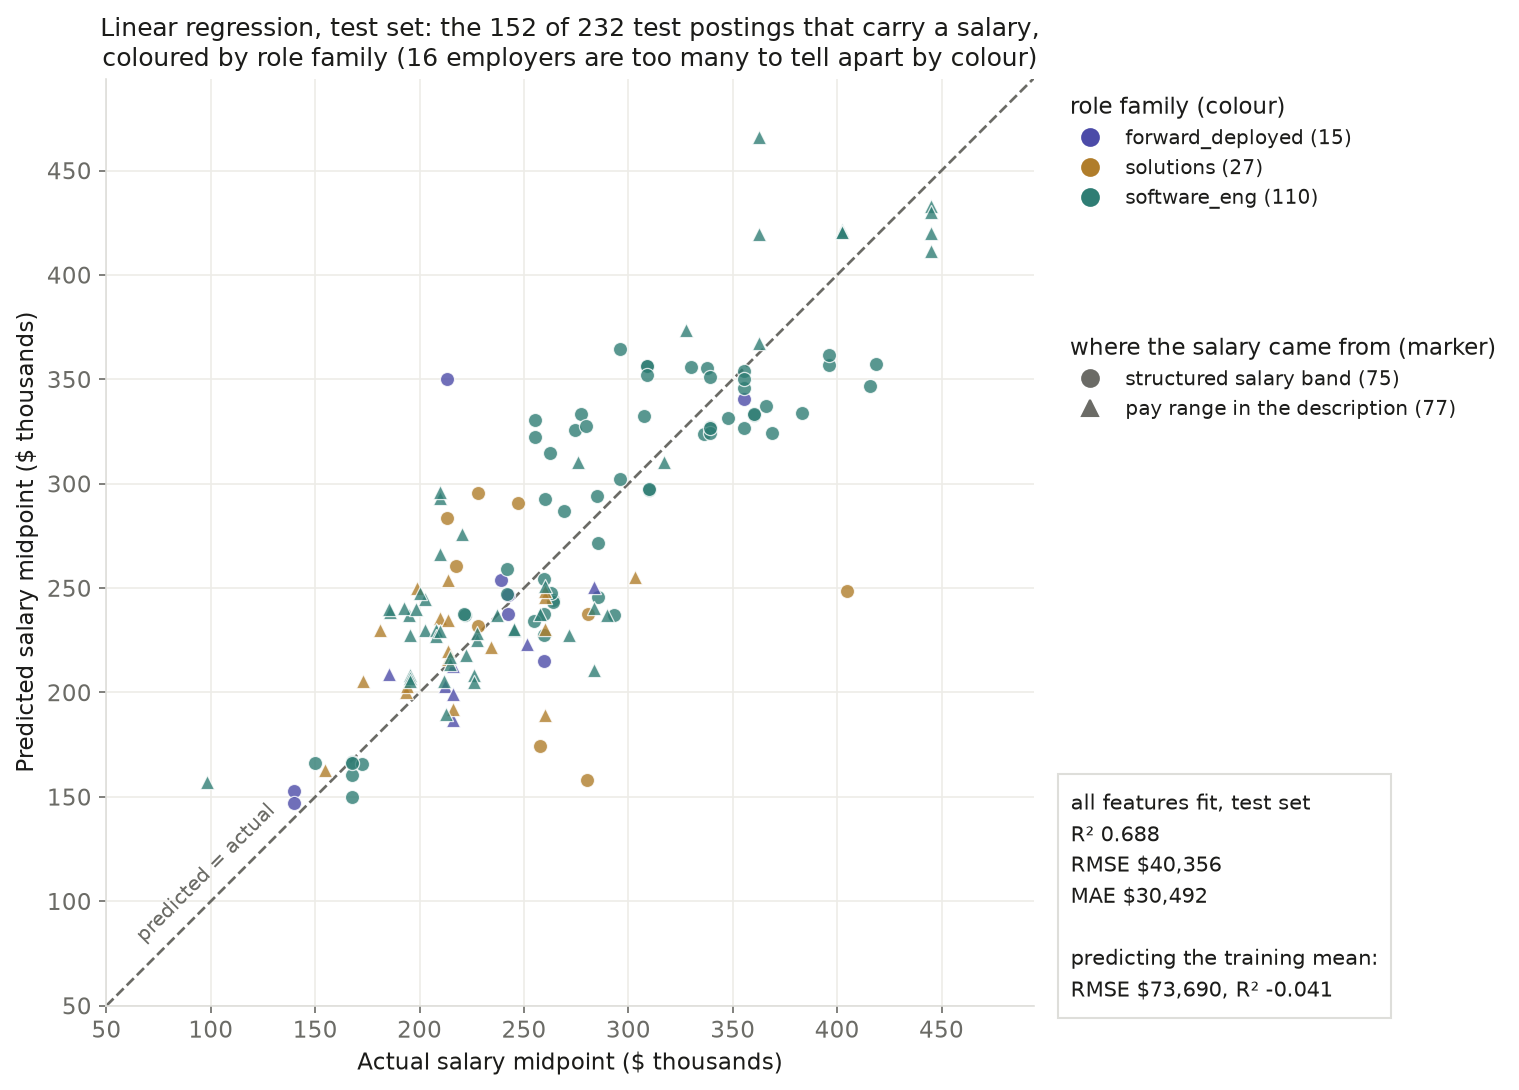 Linear regression, test set: the 152 of 232 test postings that carry a salary,
coloured by role family (16 employers are too many to tell apart by colour)
role family (colour)
forward_deployed (15)
solutions (27)
software_eng (110)
where the salary came from (marker)
structured salary band (75)
pay range in the description (77)
Predicted salary midpoint ($ thousands)
450
400
350
300
250
200
150
100
50
predicted = actual
50 100 150 200 250 300 350 400 450
Actual salary midpoint ($ thousands)
all features fit, test set
R² 0.688
RMSE $40,356
MAE $30,492
predicting the training mean:
RMSE $73,690, R² -0.041